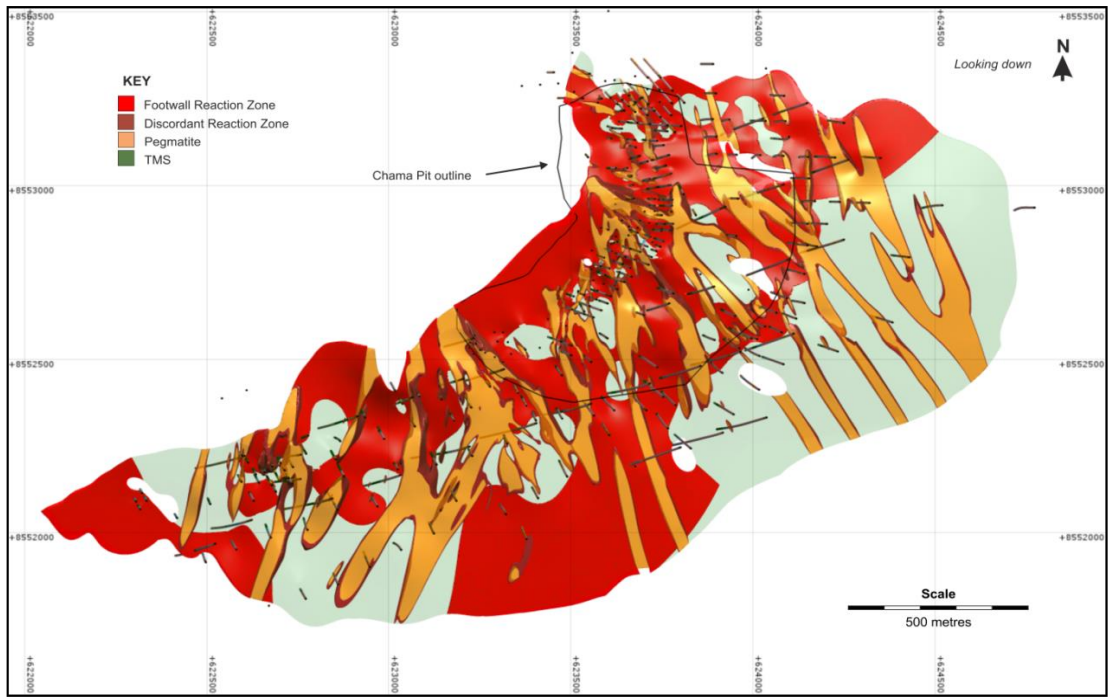 +8553500
+622000
+622500
+623000
+623500
+624000
+624500
+8553500
N
Looking down
KEY
Footwall Reaction Zone
Discordant Reaction Zone
Pegmatite
TMS
Chama Pit outline
+8553000
+8553000
+8552500
+8552500
+8552000
+8552000
Scale
500 metres
+622000
+622500
+623000
+623500
+624000
+624500